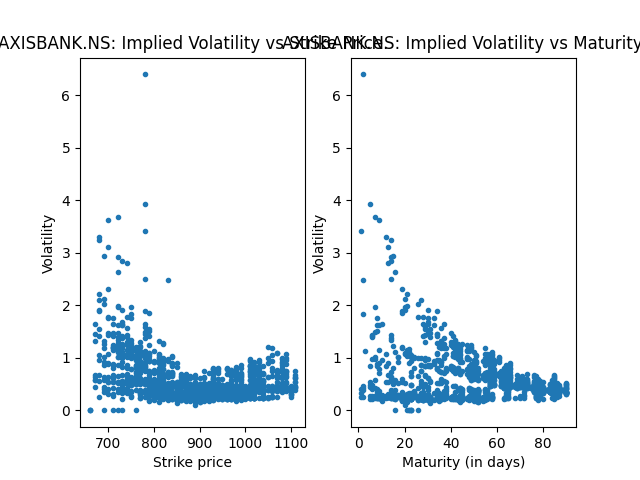 AXISBANK.NS: Implied Volatility vs Strike Price
AXISBANK.NS: Implied Volatility vs Maturity
6
5
4
3
2
1
0
Volatility
700 800 900 1000 1100
Strike price
6
5
4
3
2
1
0
Volatility
0 20 40 60 80
Maturity (in days)